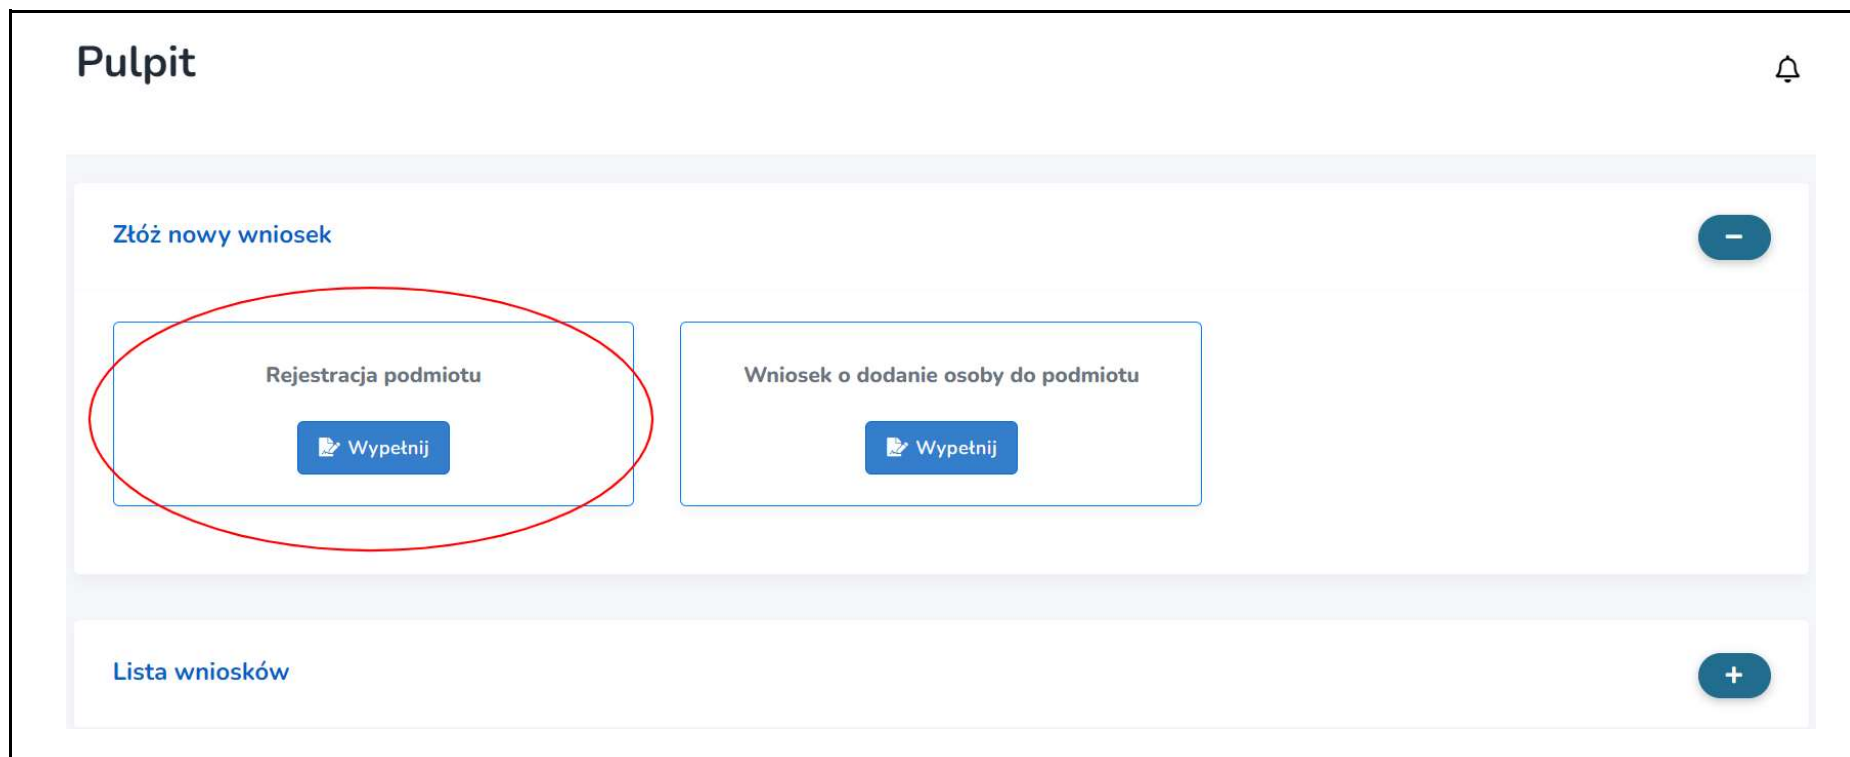 Pulpit
Złóż nowy wniosek
Rejestracja podmiotu
Wypełnij
Wniosek o dodanie osoby do podmiotu
Wypełnij
Lista wniosków